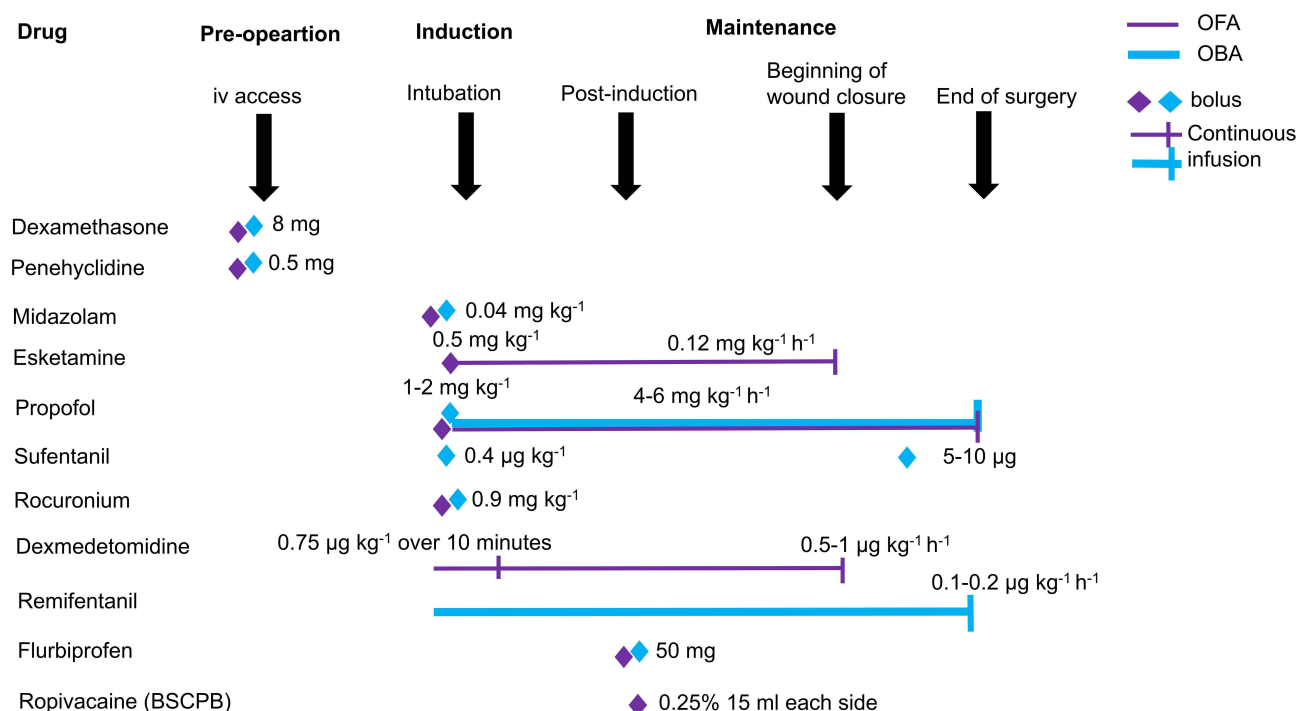 Drug
Pre-opeartion
Induction
Maintenance
OFA
OBA
bolus
Continuous
infusion
iv access
Intubation
Post-induction
Beginning of
wound closure
End of surgery
Dexamethasone
8 mg
Penehyclidine
0.5 mg
Midazolam
0.04 mg kg⁻¹
Esketamine
0.5 mg kg⁻¹
0.12 mg kg⁻¹ h⁻¹
Propofol
1-2 mg kg⁻¹
4-6 mg kg⁻¹ h⁻¹
Sufentanil
0.4 µg kg⁻¹
5-10 µg
Rocuronium
0.9 mg kg⁻¹
Dexmedetomidine
0.75 µg kg⁻¹ over 10 minutes
0.5-1 µg kg⁻¹ h⁻¹
Remifentanil
0.1-0.2 µg kg⁻¹ h⁻¹
Flurbiprofen
50 mg
Ropivacaine (BSCPB)
0.25% 15 ml each side